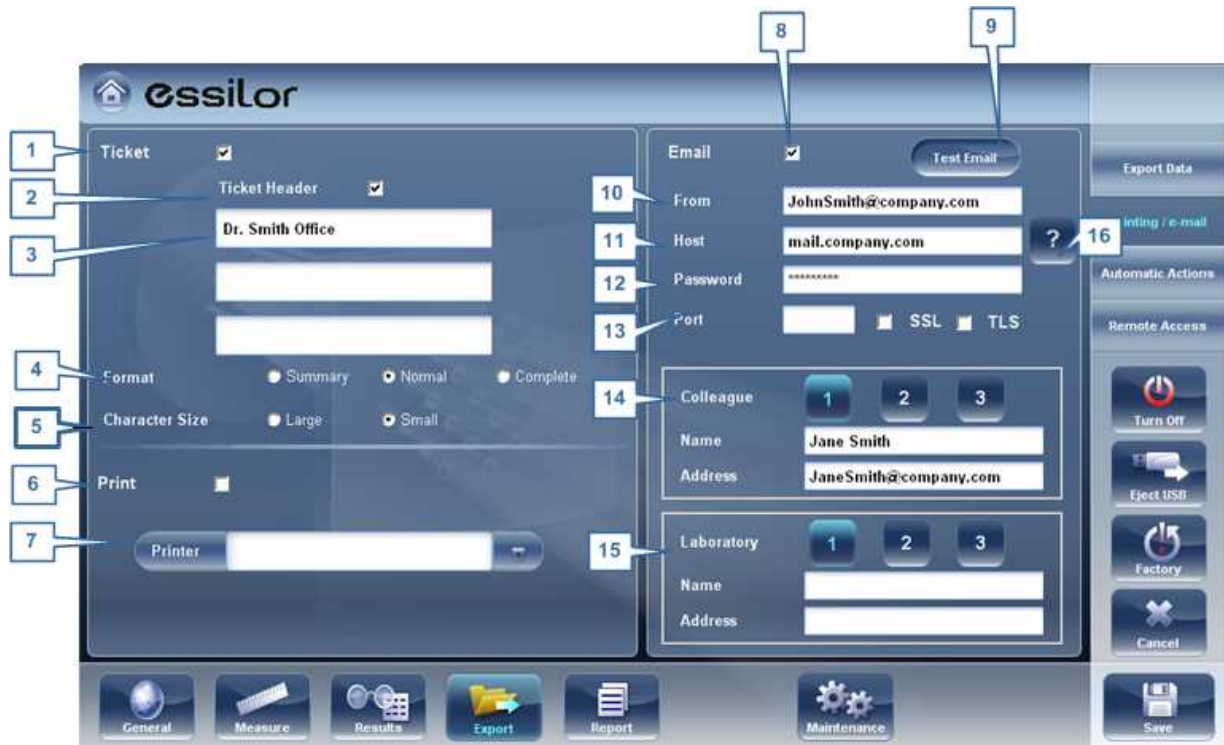 8
9
essilor
1
Ticket
Email
Test Email
Export Data
2
Ticket Header
10
From
JohnSmith@company.com
3
Dr. Smith Office
11
Host
mail.company.com
?
16
inting / e-mail
12
Password
*********
Automatic Actions
13
Port
SSL
TLS
Remote Access
4
Format
Summary
Normal
Complete
14
Colleague
1
2
3
5
Character Size
Large
Small
Turn Off
Name
Jane Smith
6
Print
Address
JaneSmith@company.com
Eject USB
7
Printer
15
Laboratory
1
2
3
Factory
Name
Address
Cancel
General
Measure
Results
Export
Report
Maintenance
Save